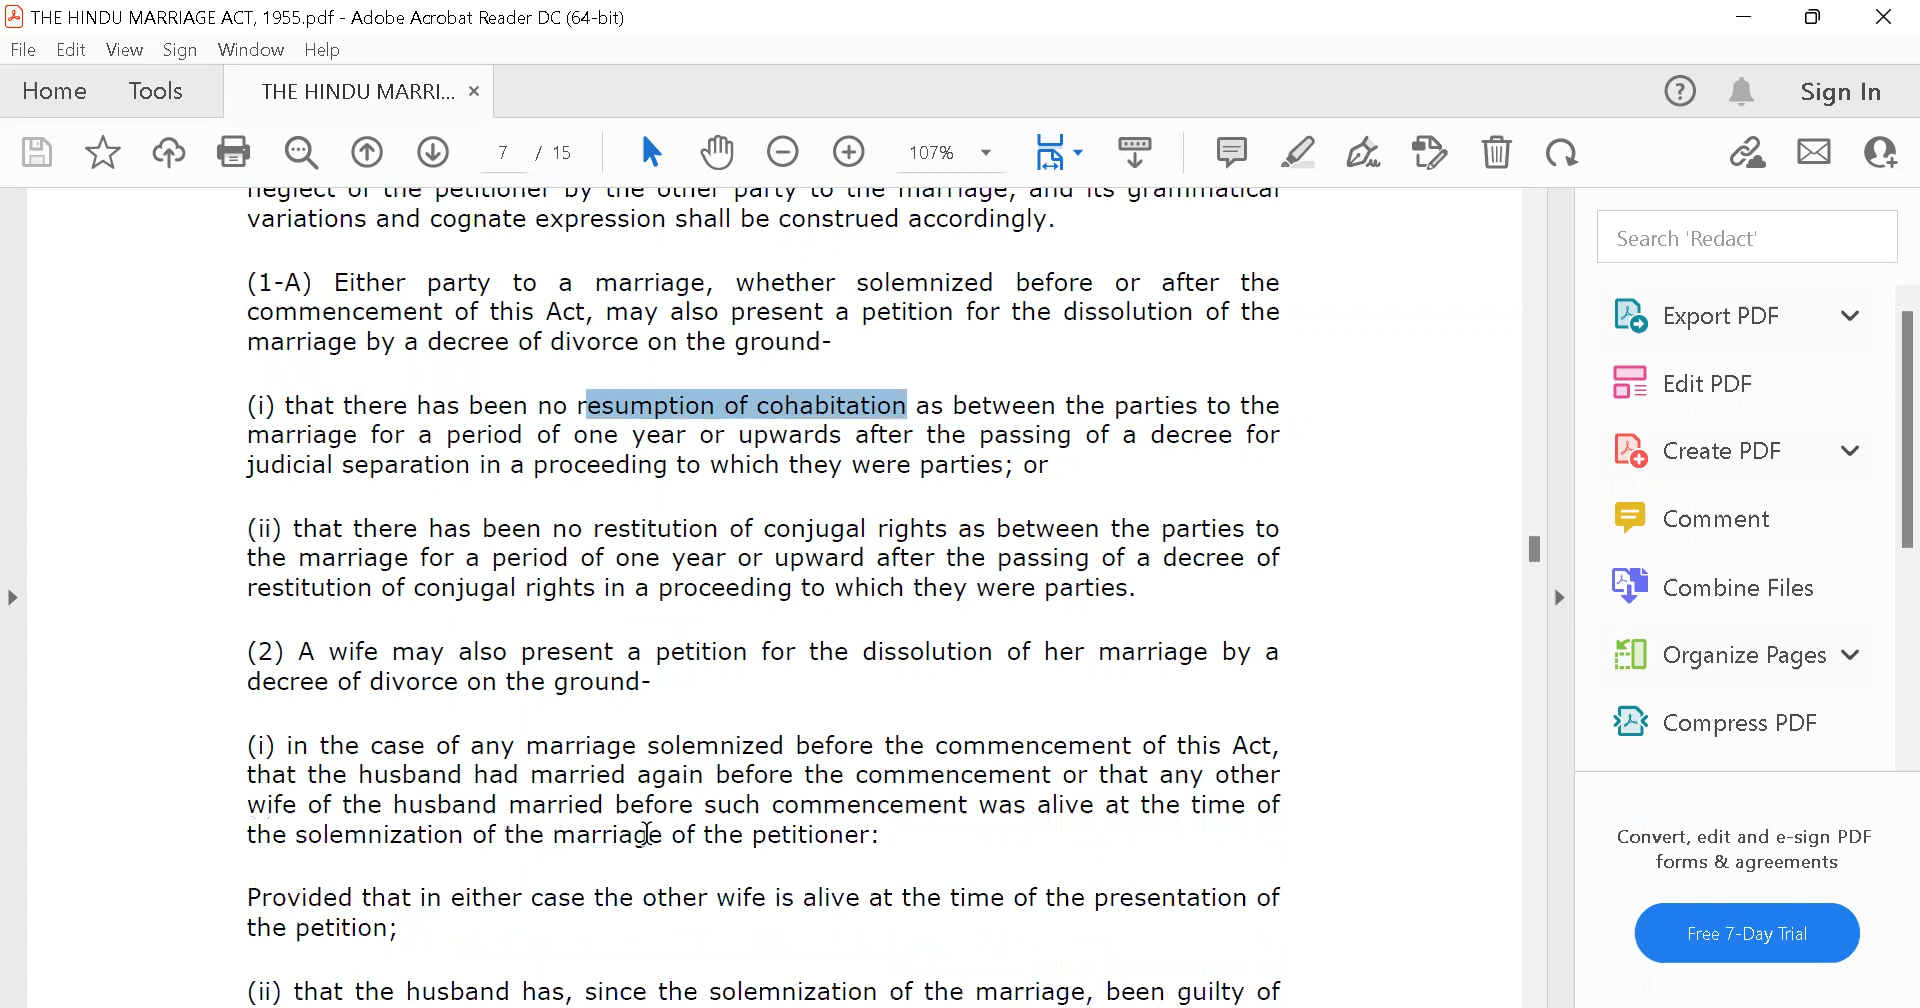 THE HINDU MARRIAGE ACT, 1955.pdf - Adobe Acrobat Reader DC (64-bit)
File Edit View Sign Window Help
Home Tools THE HINDU MARRI... × Sign In
7 / 15 107%
neglect of the petitioner by the other party to the marriage, and its grammatical
variations and cognate expression shall be construed accordingly.
(1-A) Either party to a marriage, whether solemnized before or after the
commencement of this Act, may also present a petition for the dissolution of the
marriage by a decree of divorce on the ground-
(i) that there has been no resumption of cohabitation as between the parties to the
marriage for a period of one year or upwards after the passing of a decree for
judicial separation in a proceeding to which they were parties; or
(ii) that there has been no restitution of conjugal rights as between the parties to
the marriage for a period of one year or upward after the passing of a decree of
restitution of conjugal rights in a proceeding to which they were parties.
(2) A wife may also present a petition for the dissolution of her marriage by a
decree of divorce on the ground-
(i) in the case of any marriage solemnized before the commencement of this Act,
that the husband had married again before the commencement or that any other
wife of the husband married before such commencement was alive at the time of
the solemnization of the marriage of the petitioner:
Provided that in either case the other wife is alive at the time of the presentation of
the petition;
(ii) that the husband has, since the solemnization of the marriage, been guilty of
Search 'Redact'
Export PDF
Edit PDF
Create PDF
Comment
Combine Files
Organize Pages
Compress PDF
Convert, edit and e-sign PDF
forms & agreements
Free 7-Day Trial